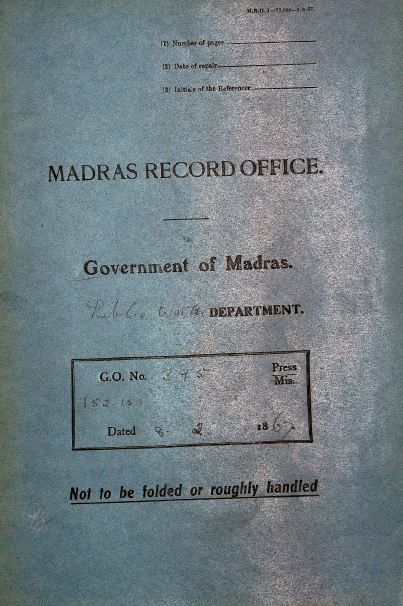 (1) Number of pages
(2) Date of repair
(3) Initials of the Referencer
MADRAS RECORD OFFICE.
Government of Madras.
Public Works DEPARTMENT.
G.O. No. 395 Press
Mis.
152 153
Dated 8- 2 1867.
Not to be folded or roughly handled